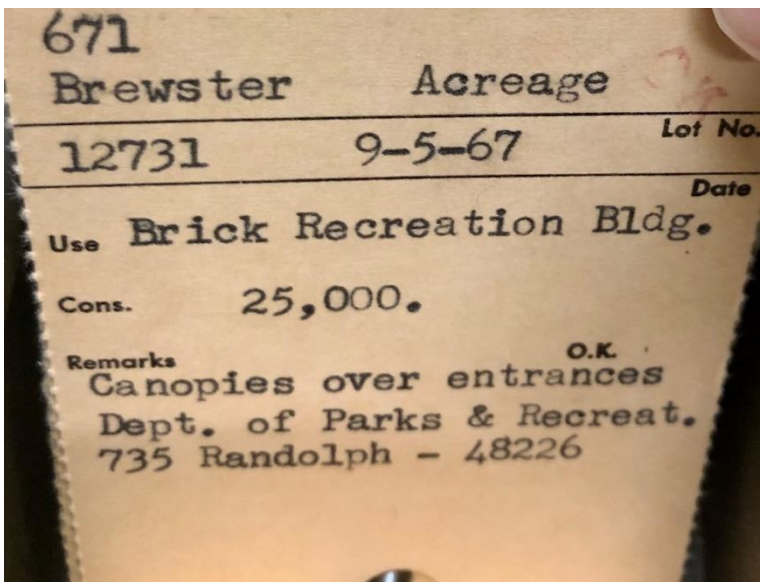 671
Brewster Acreage
Lot No.
12731 9-5-67
Date
Use Brick Recreation Bldg.
Cons. 25,000.
Remarks O.K.
Canopies over entrances
Dept. of Parks & Recreat.
735 Randolph - 48226